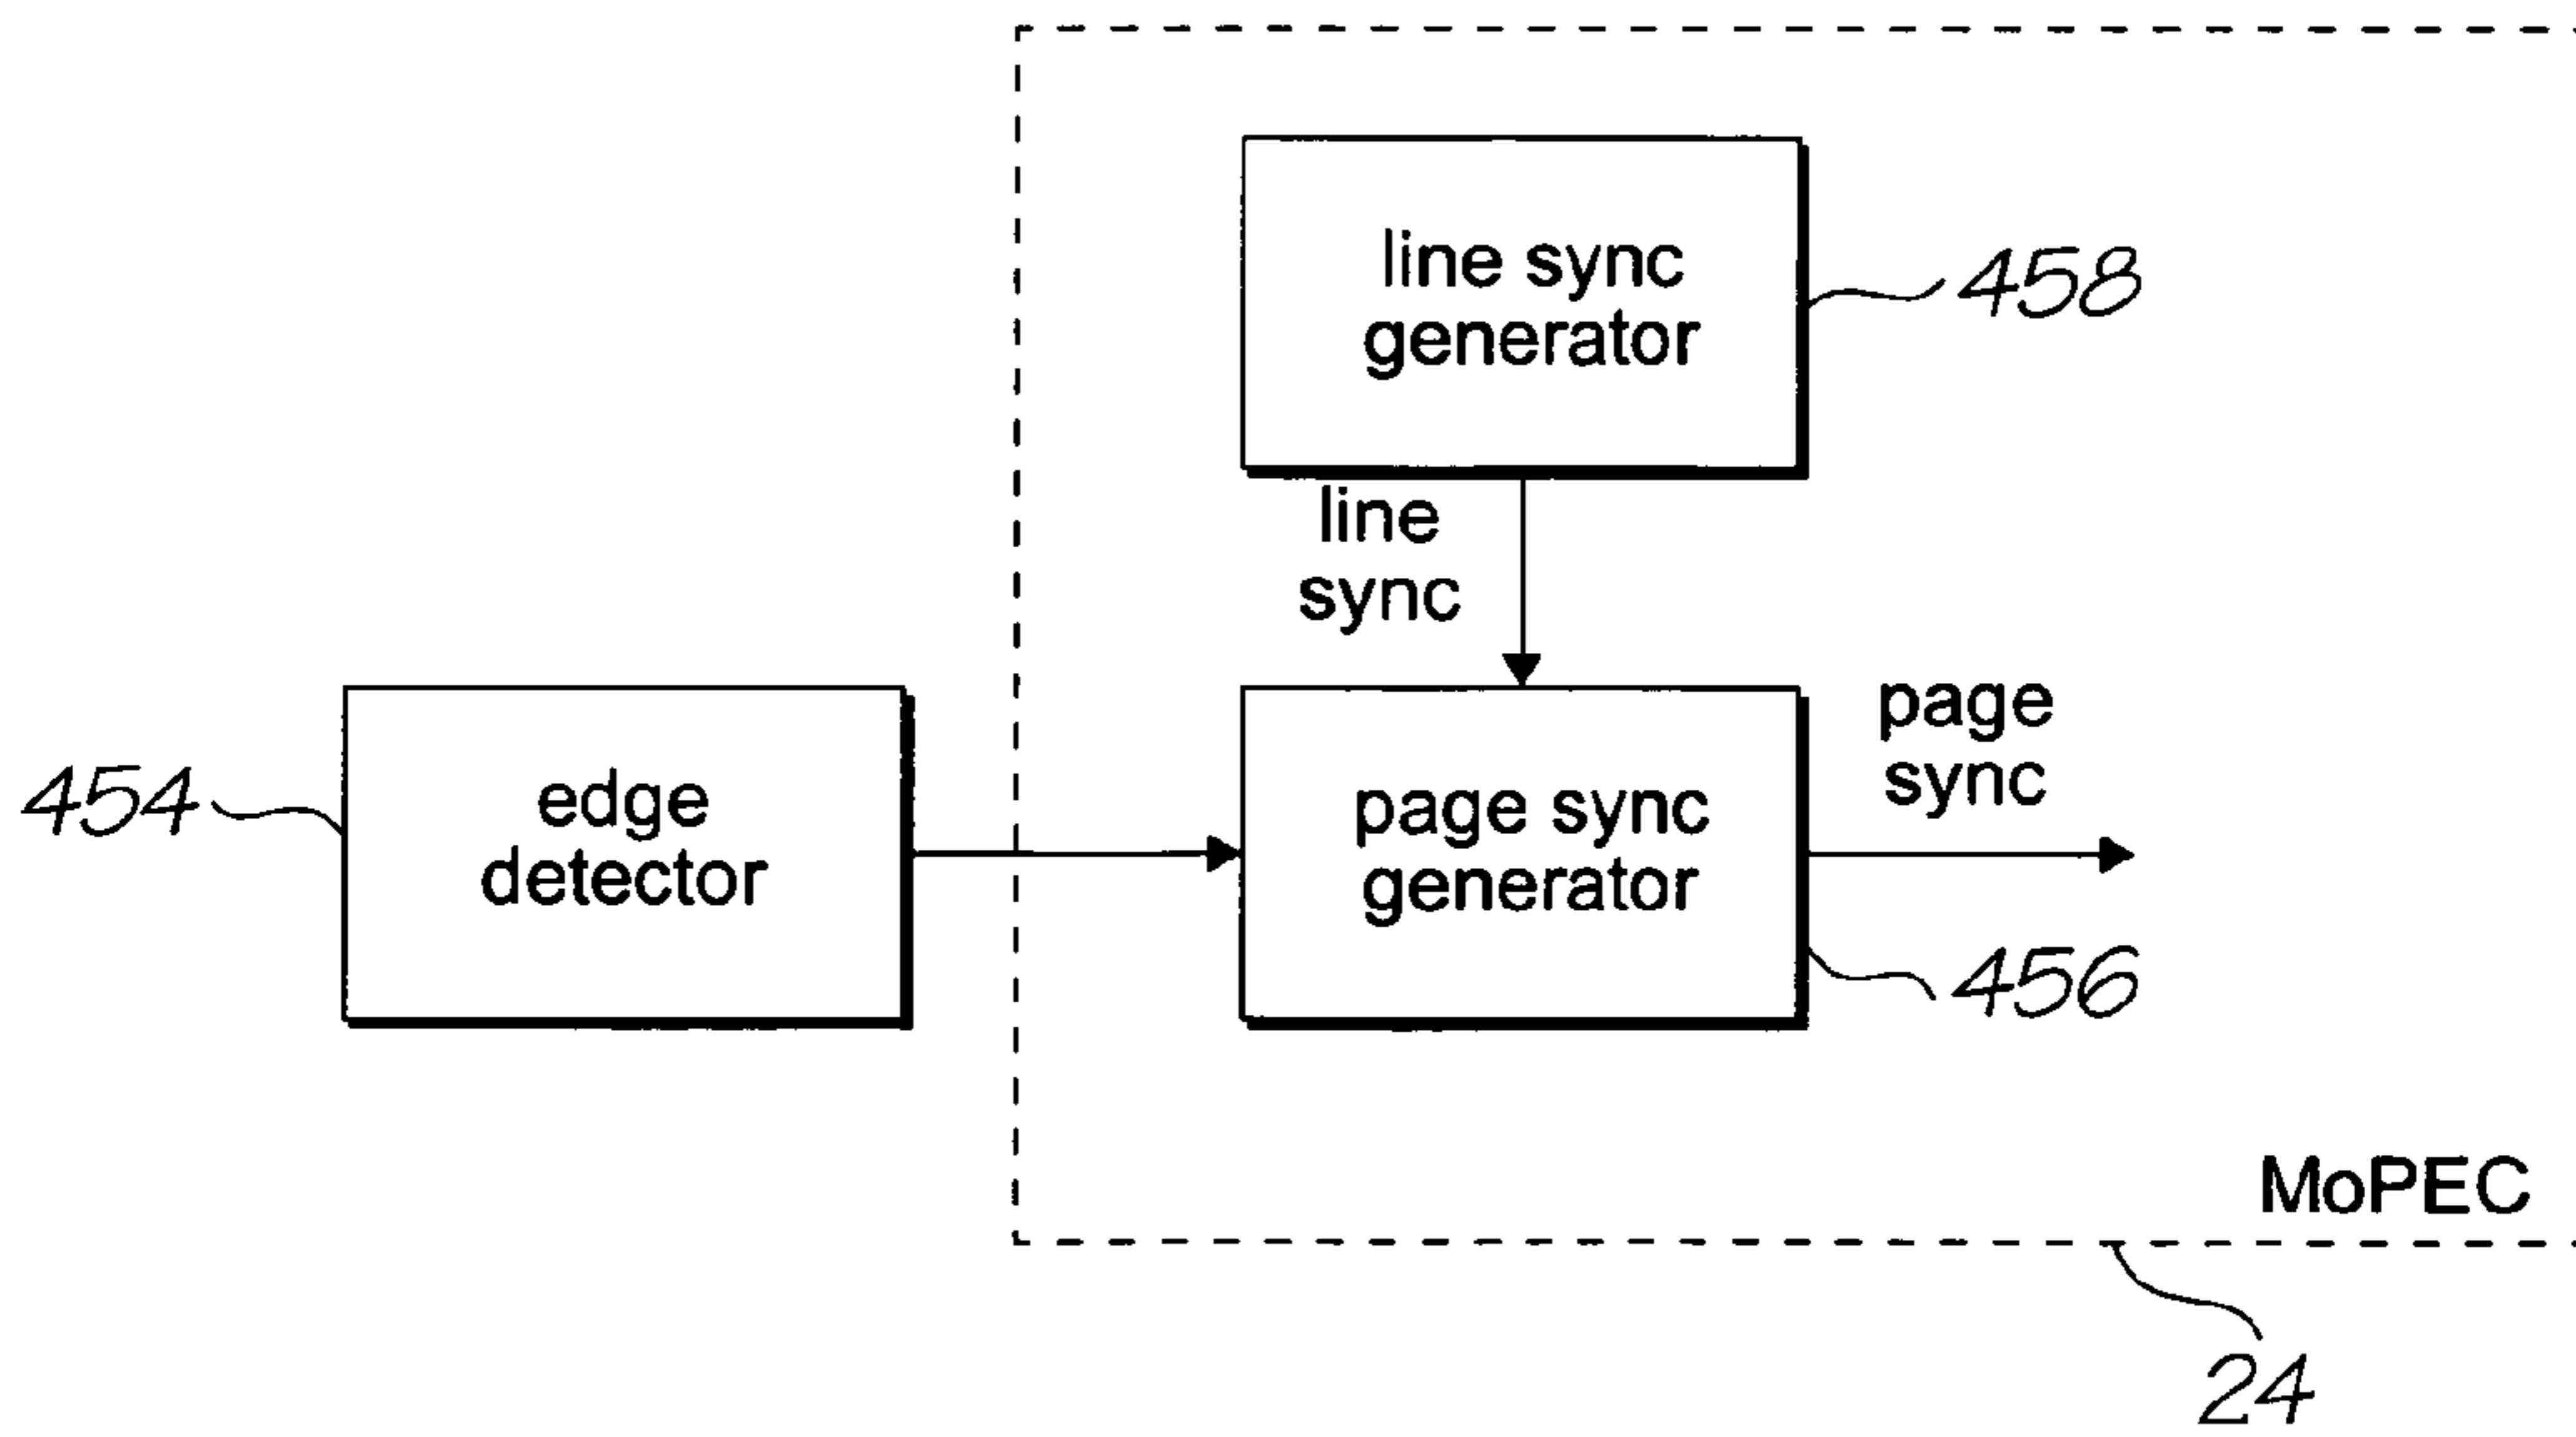 line sync
generator
458
line
sync
454
edge
detector
page sync
generator
page
sync
456
MoPEC
24